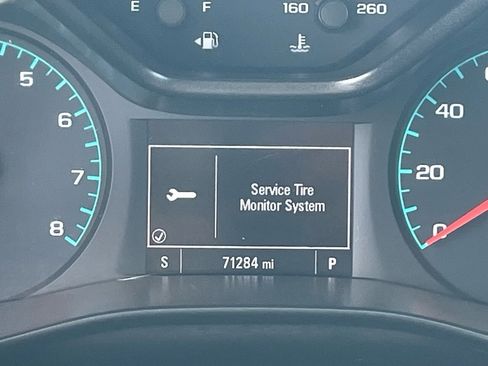 E F 160 260
5
6
7
8
Service Tire
Monitor System
S 71284 mi P
40
20
0